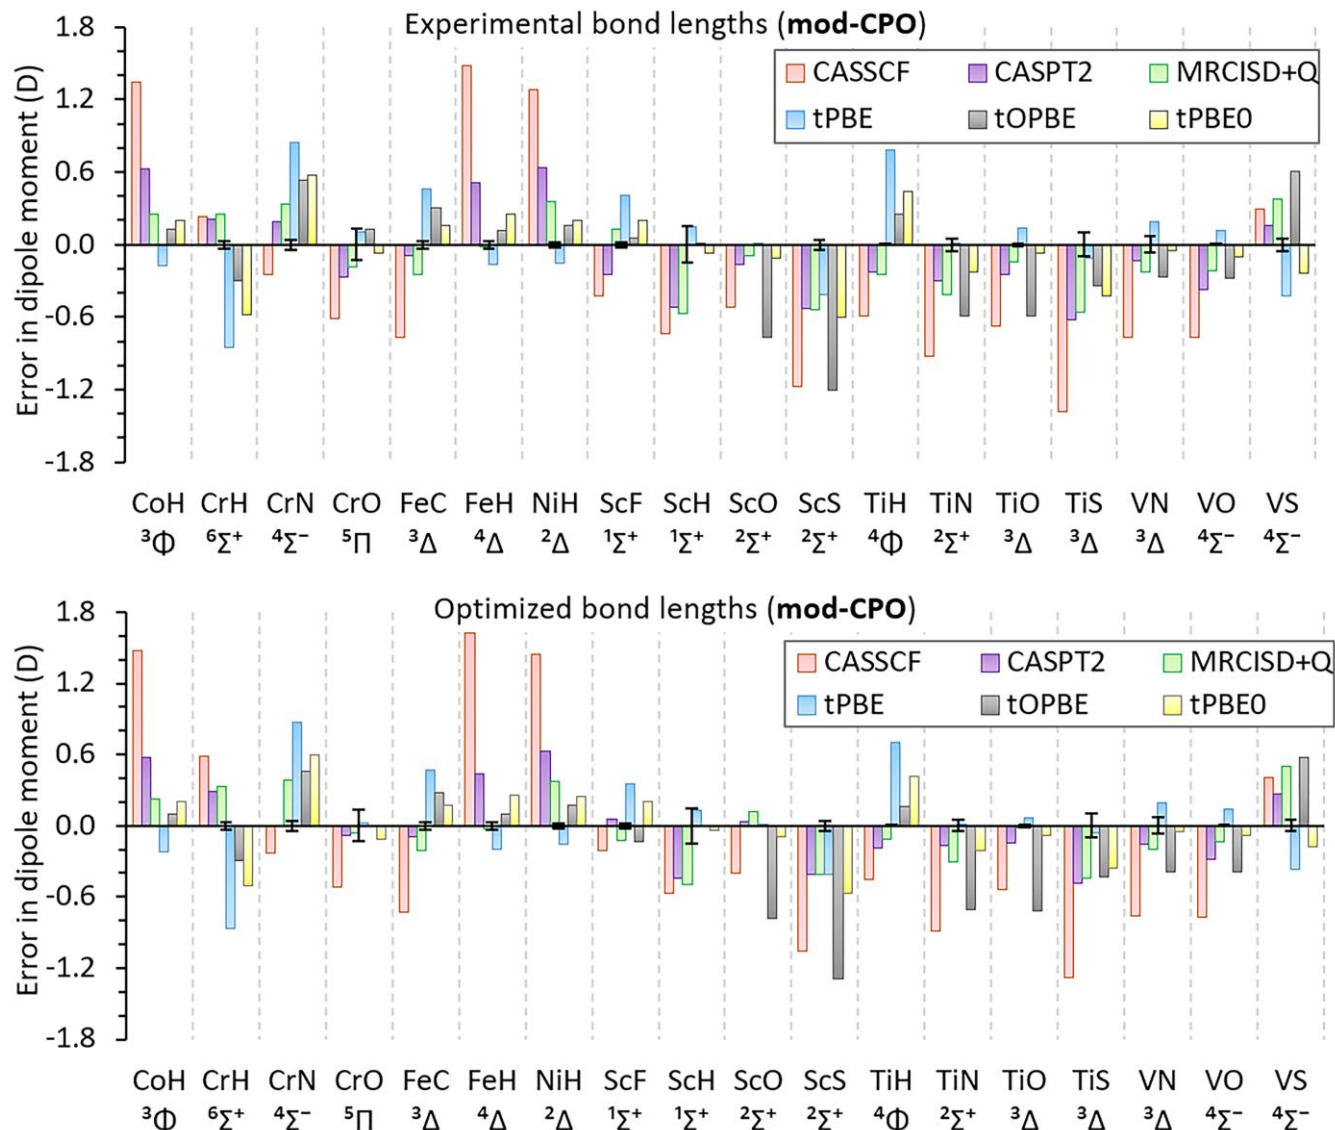 Experimental bond lengths (mod-CPO)
CASSCF CASPT2 MRCISD+Q
tPBE tOPBE tPBE0
Error in dipole moment (D)
1.8
1.2
0.6
0.0
-0.6
-1.2
-1.8
CoH CrH CrN CrO FeC FeH NiH ScF ScH ScO ScS TiH TiN TiO TiS VN VO VS
³Φ ⁶Σ⁺ ⁴Σ⁻ ⁵Π ³Δ ⁴Δ ²Δ ¹Σ⁺ ¹Σ⁺ ²Σ⁺ ²Σ⁺ ⁴Φ ²Σ⁺ ³Δ ³Δ ³Δ ⁴Σ⁻ ⁴Σ⁻
Optimized bond lengths (mod-CPO)
CASSCF CASPT2 MRCISD+Q
tPBE tOPBE tPBE0
Error in dipole moment (D)
1.8
1.2
0.6
0.0
-0.6
-1.2
-1.8
CoH CrH CrN CrO FeC FeH NiH ScF ScH ScO ScS TiH TiN TiO TiS VN VO VS
³Φ ⁶Σ⁺ ⁴Σ⁻ ⁵Π ³Δ ⁴Δ ²Δ ¹Σ⁺ ¹Σ⁺ ²Σ⁺ ²Σ⁺ ⁴Φ ²Σ⁺ ³Δ ³Δ ³Δ ⁴Σ⁻ ⁴Σ⁻